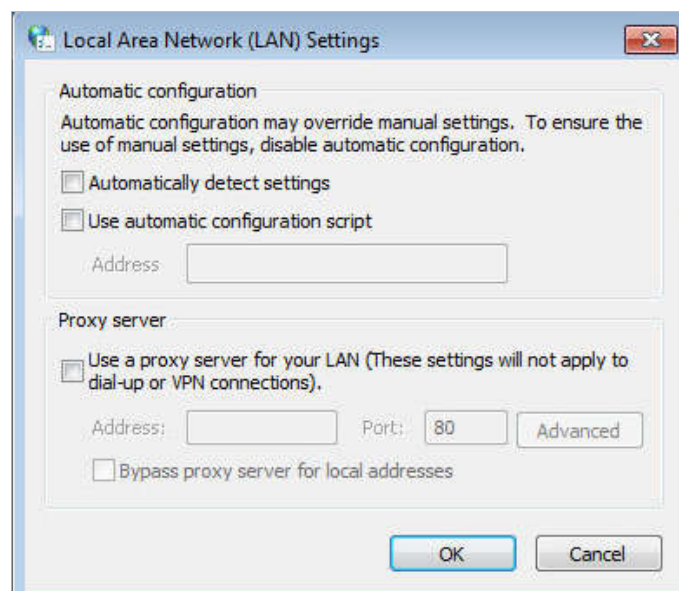 Local Area Network (LAN) Settings
Automatic configuration
Automatic configuration may override manual settings. To ensure the
use of manual settings, disable automatic configuration.
Automatically detect settings
Use automatic configuration script
Address
Proxy server
Use a proxy server for your LAN (These settings will not apply to
dial-up or VPN connections).
Address: Port: 80 Advanced
Bypass proxy server for local addresses
OK Cancel